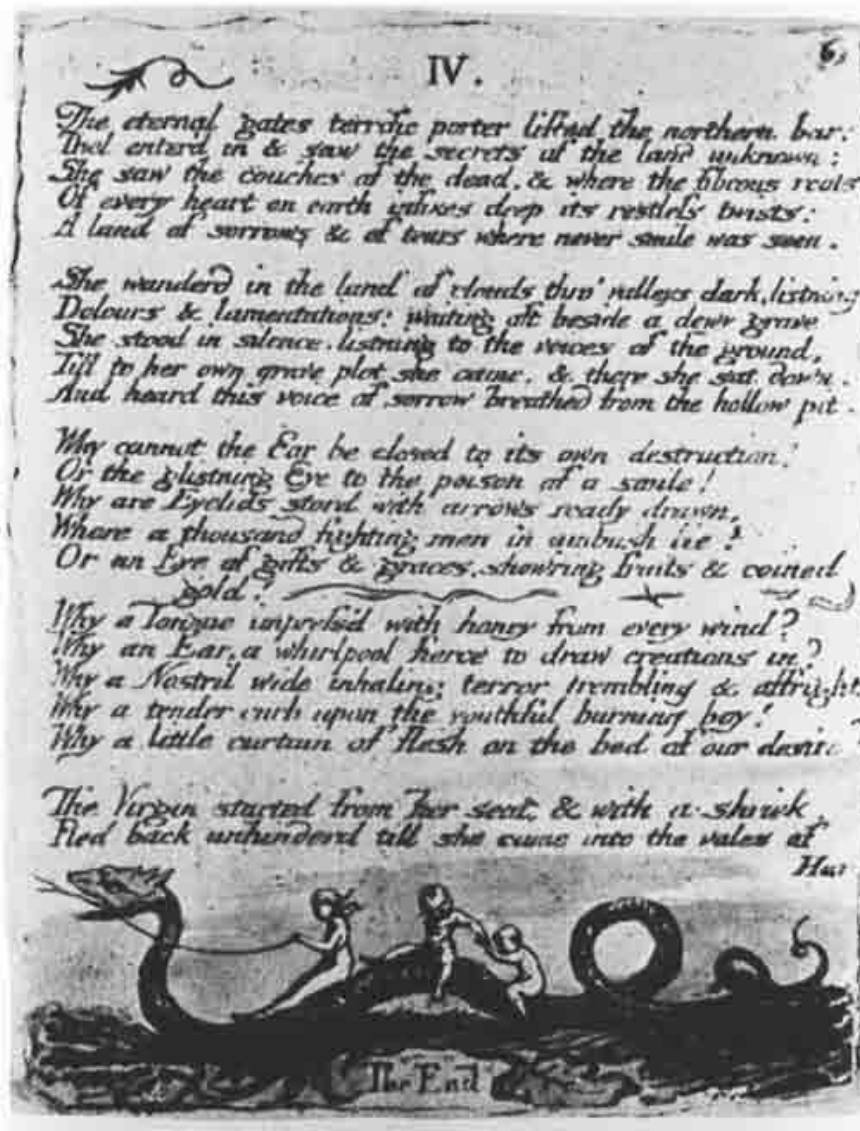 IV.
6
The eternal gates terrific porter lifted the northern bar:
Thel enterd in & saw the secrets of the land unknown:
She saw the couches of the dead, & where the fibrous roots
Of every heart on earth infixes deep its restless twists:
A land of sorrows & of tears where never smile was seen.
She wanderd in the land of clouds thro' valleys dark, listning
Dolours & lamentations: waiting oft beside a dewy grave
She stood in silence, listning to the voices of the ground,
Till to her own grave plot she came, & there she sat down.
And heard this voice of sorrow breathed from the hollow pit.
Why cannot the Ear be closed to its own destruction?
Or the glistning Eye to the poison of a smile!
Why are Eyelids stord with arrows ready drawn,
Where a thousand fighting men in ambush lie?
Or an Eye of gifts & graces, showring fruits & coined
gold!
Why a Tongue impress'd with honey from every wind?
Why an Ear, a whirlpool fierce to draw creations in?
Why a Nostril wide inhaling terror trembling & affright
Why a tender curb upon the youthful burning boy!
Why a little curtain of flesh on the bed of our desire?
The Virgin started from her seat, & with a shriek,
Fled back unhinderd till she came into the vales of
Har
The End